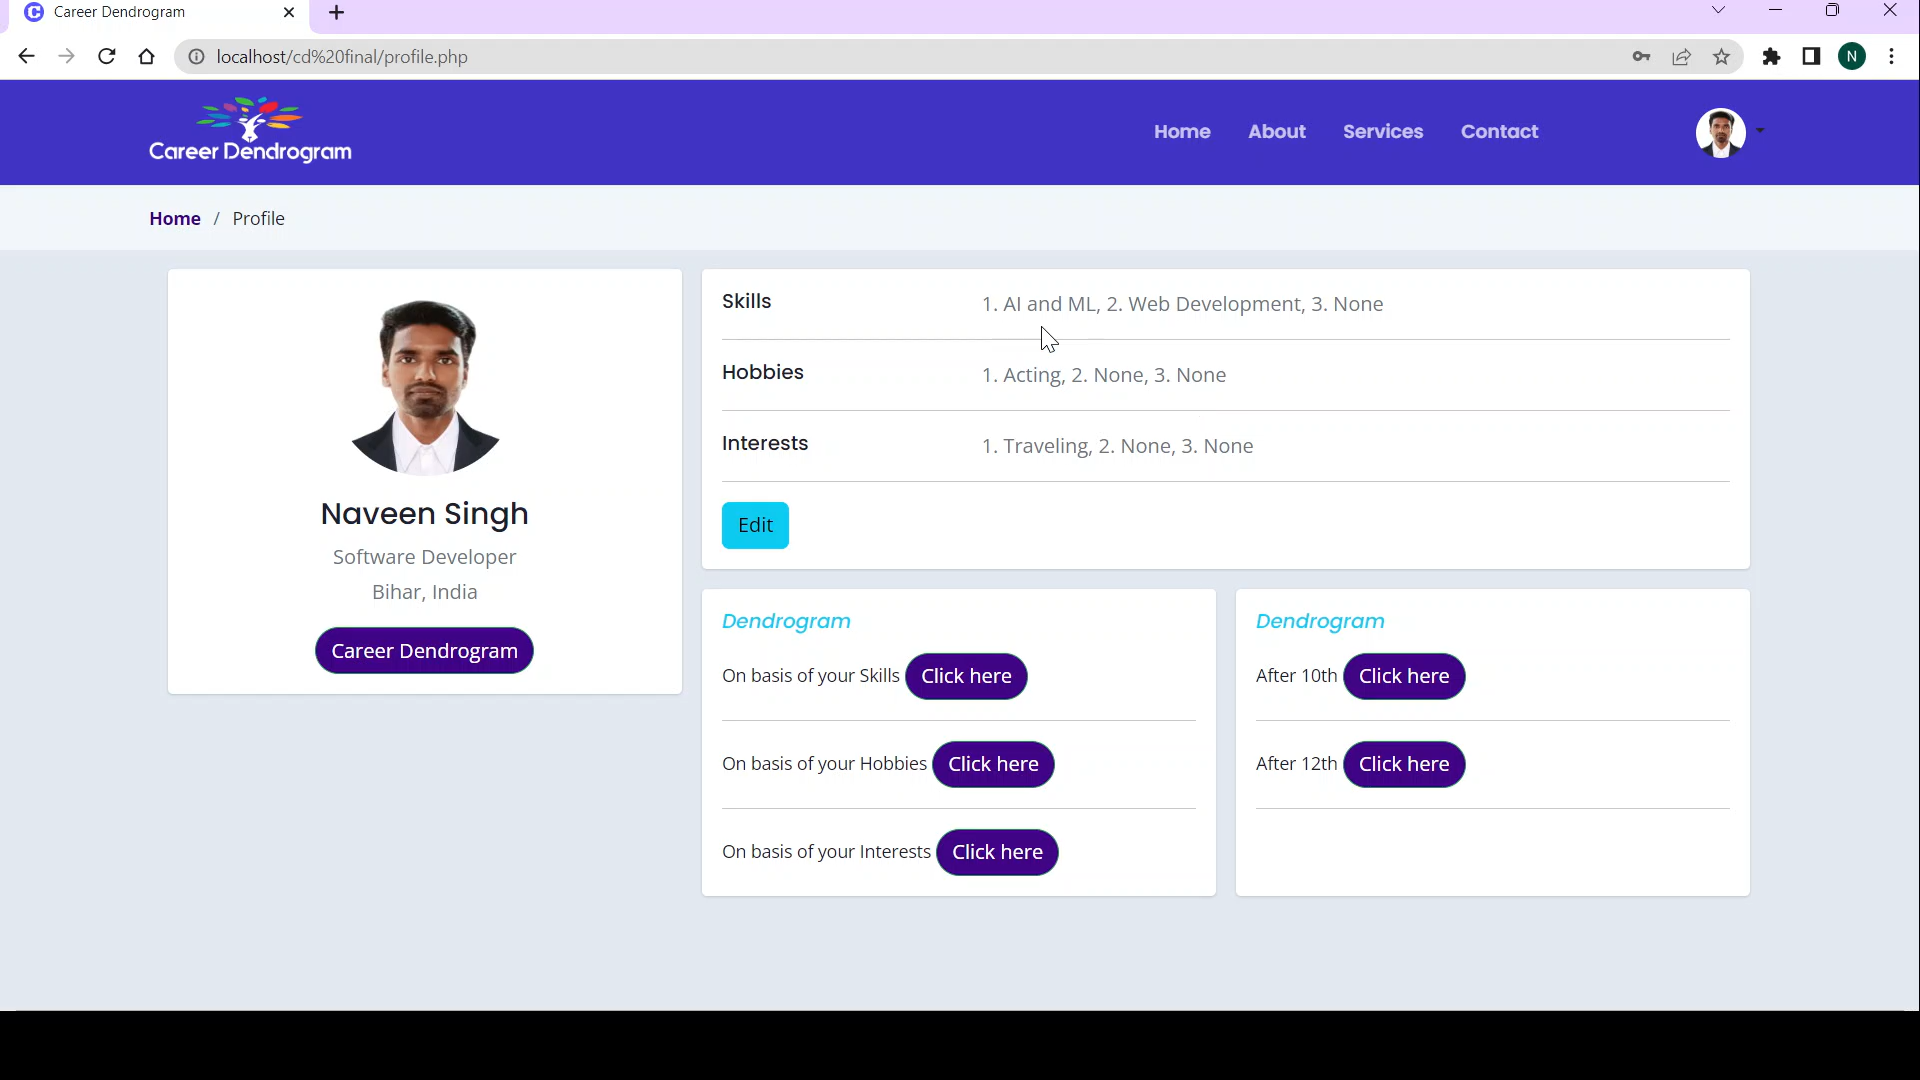 Career Dendrogram
localhost/cd%20final/profile.php
N
Career Dendrogram
Home About Services Contact
Home / Profile
Naveen Singh
Software Developer
Bihar, India
Career Dendrogram
Skills 1. AI and ML, 2. Web Development, 3. None
Hobbies 1. Acting, 2. None, 3. None
Interests 1. Traveling, 2. None, 3. None
Edit
Dendrogram
On basis of your Skills Click here
On basis of your Hobbies Click here
On basis of your Interests Click here
Dendrogram
After 10th Click here
After 12th Click here